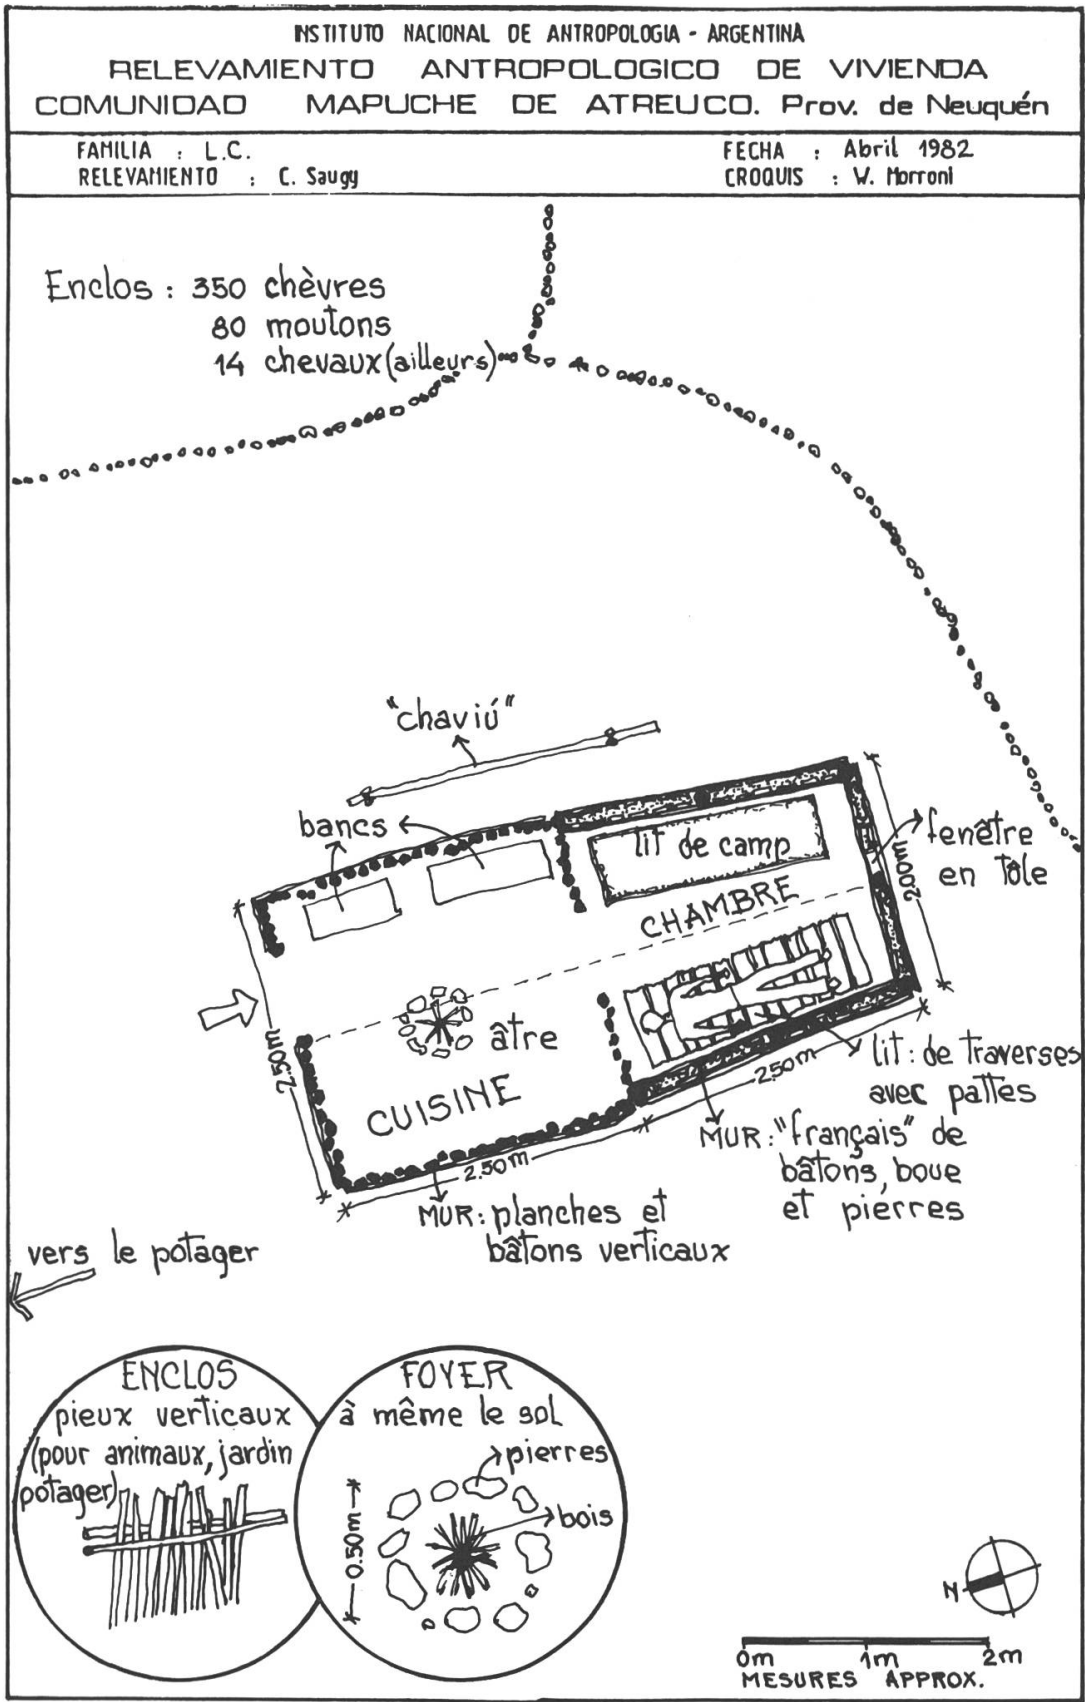 INSTITUTO NACIONAL DE ANTROPOLOGIA - ARGENTINA
RELEVAMIENTO ANTROPOLOGICO DE VIVIENDA
COMUNIDAD MAPUCHE DE ATREUCO. Prov. de Neuquén
FAMILIA : L.C.
RELEVAMIENTO : C. Saugy
FECHA : Abril 1982
CROQUIS : W. Morroni
Enclos : 350 chèvres
80 moutons
14 chevaux (ailleurs)
"chaviú"
bancs
lit de camp
fenêtre
en tôle
2.00m
CHAMBRE
âtre
2.50m
CUISINE
lit : de traverses
avec pattes
2.50m
MUR : "français" de
bâtons, boue
et pierres
2.50m
MUR : planches et
bâtons verticaux
vers le potager
ENCLOS
pieux verticaux
(pour animaux, jardin
potager)
FOYER
à même le sol
pierres
bois
0.50m
N
0m 1m 2m
MESURES APPROX.